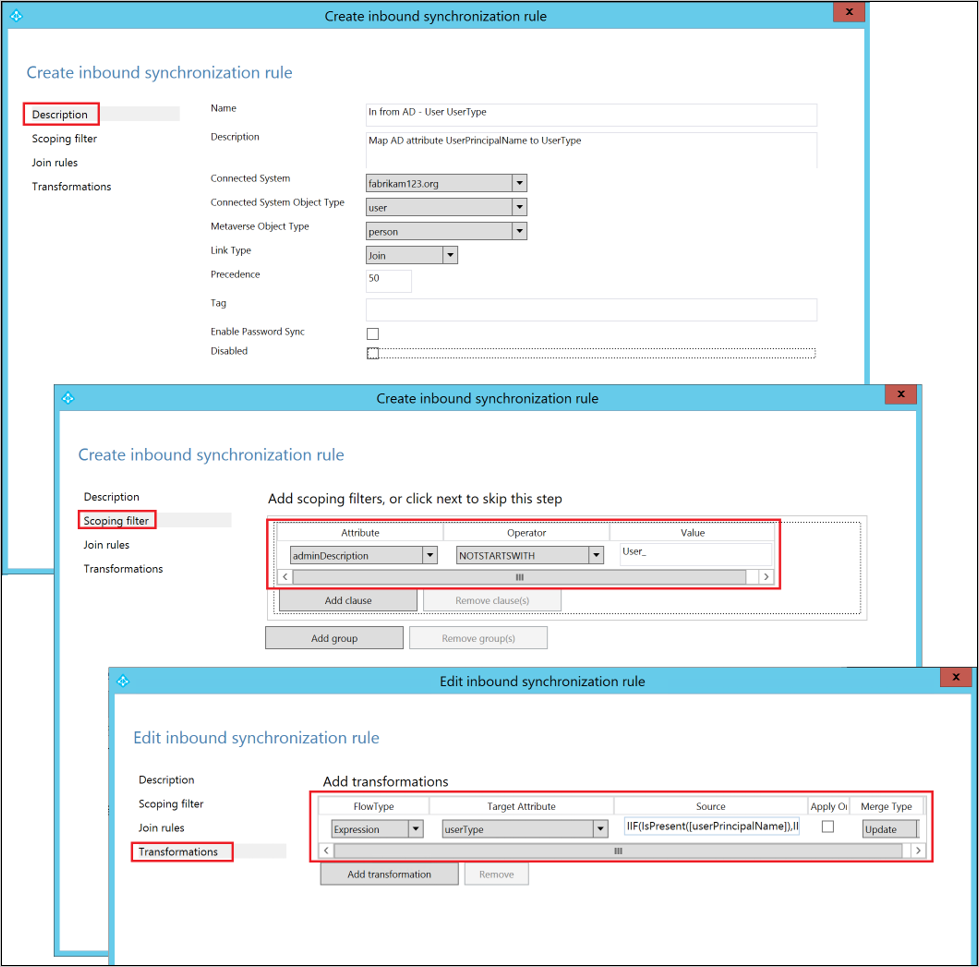 Create inbound synchronization rule
x
Create inbound synchronization rule
Description
Scoping filter
Join rules
Transformations
Name
In from AD - User UserType
Description
Map AD attribute UserPrincipalName to UserType
Connected System
fabrikam123.org
Connected System Object Type
user
Metaverse Object Type
person
Link Type
Join
Precedence
50
Tag
Enable Password Sync
Disabled
Create inbound synchronization rule
x
Create inbound synchronization rule
Description
Scoping filter
Join rules
Transformations
Add scoping filters, or click next to skip this step
Attribute Operator Value
adminDescription NOTSTARTSWITH User_
Add clause Remove clause(s)
Add group Remove group(s)
Edit inbound synchronization rule
x
Edit inbound synchronization rule
Description
Scoping filter
Join rules
Transformations
Add transformations
FlowType Target Attribute Source Apply O Merge Type
Expression userType IIF(IsPresent([userPrincipalName]),II Update
Add transformation Remove